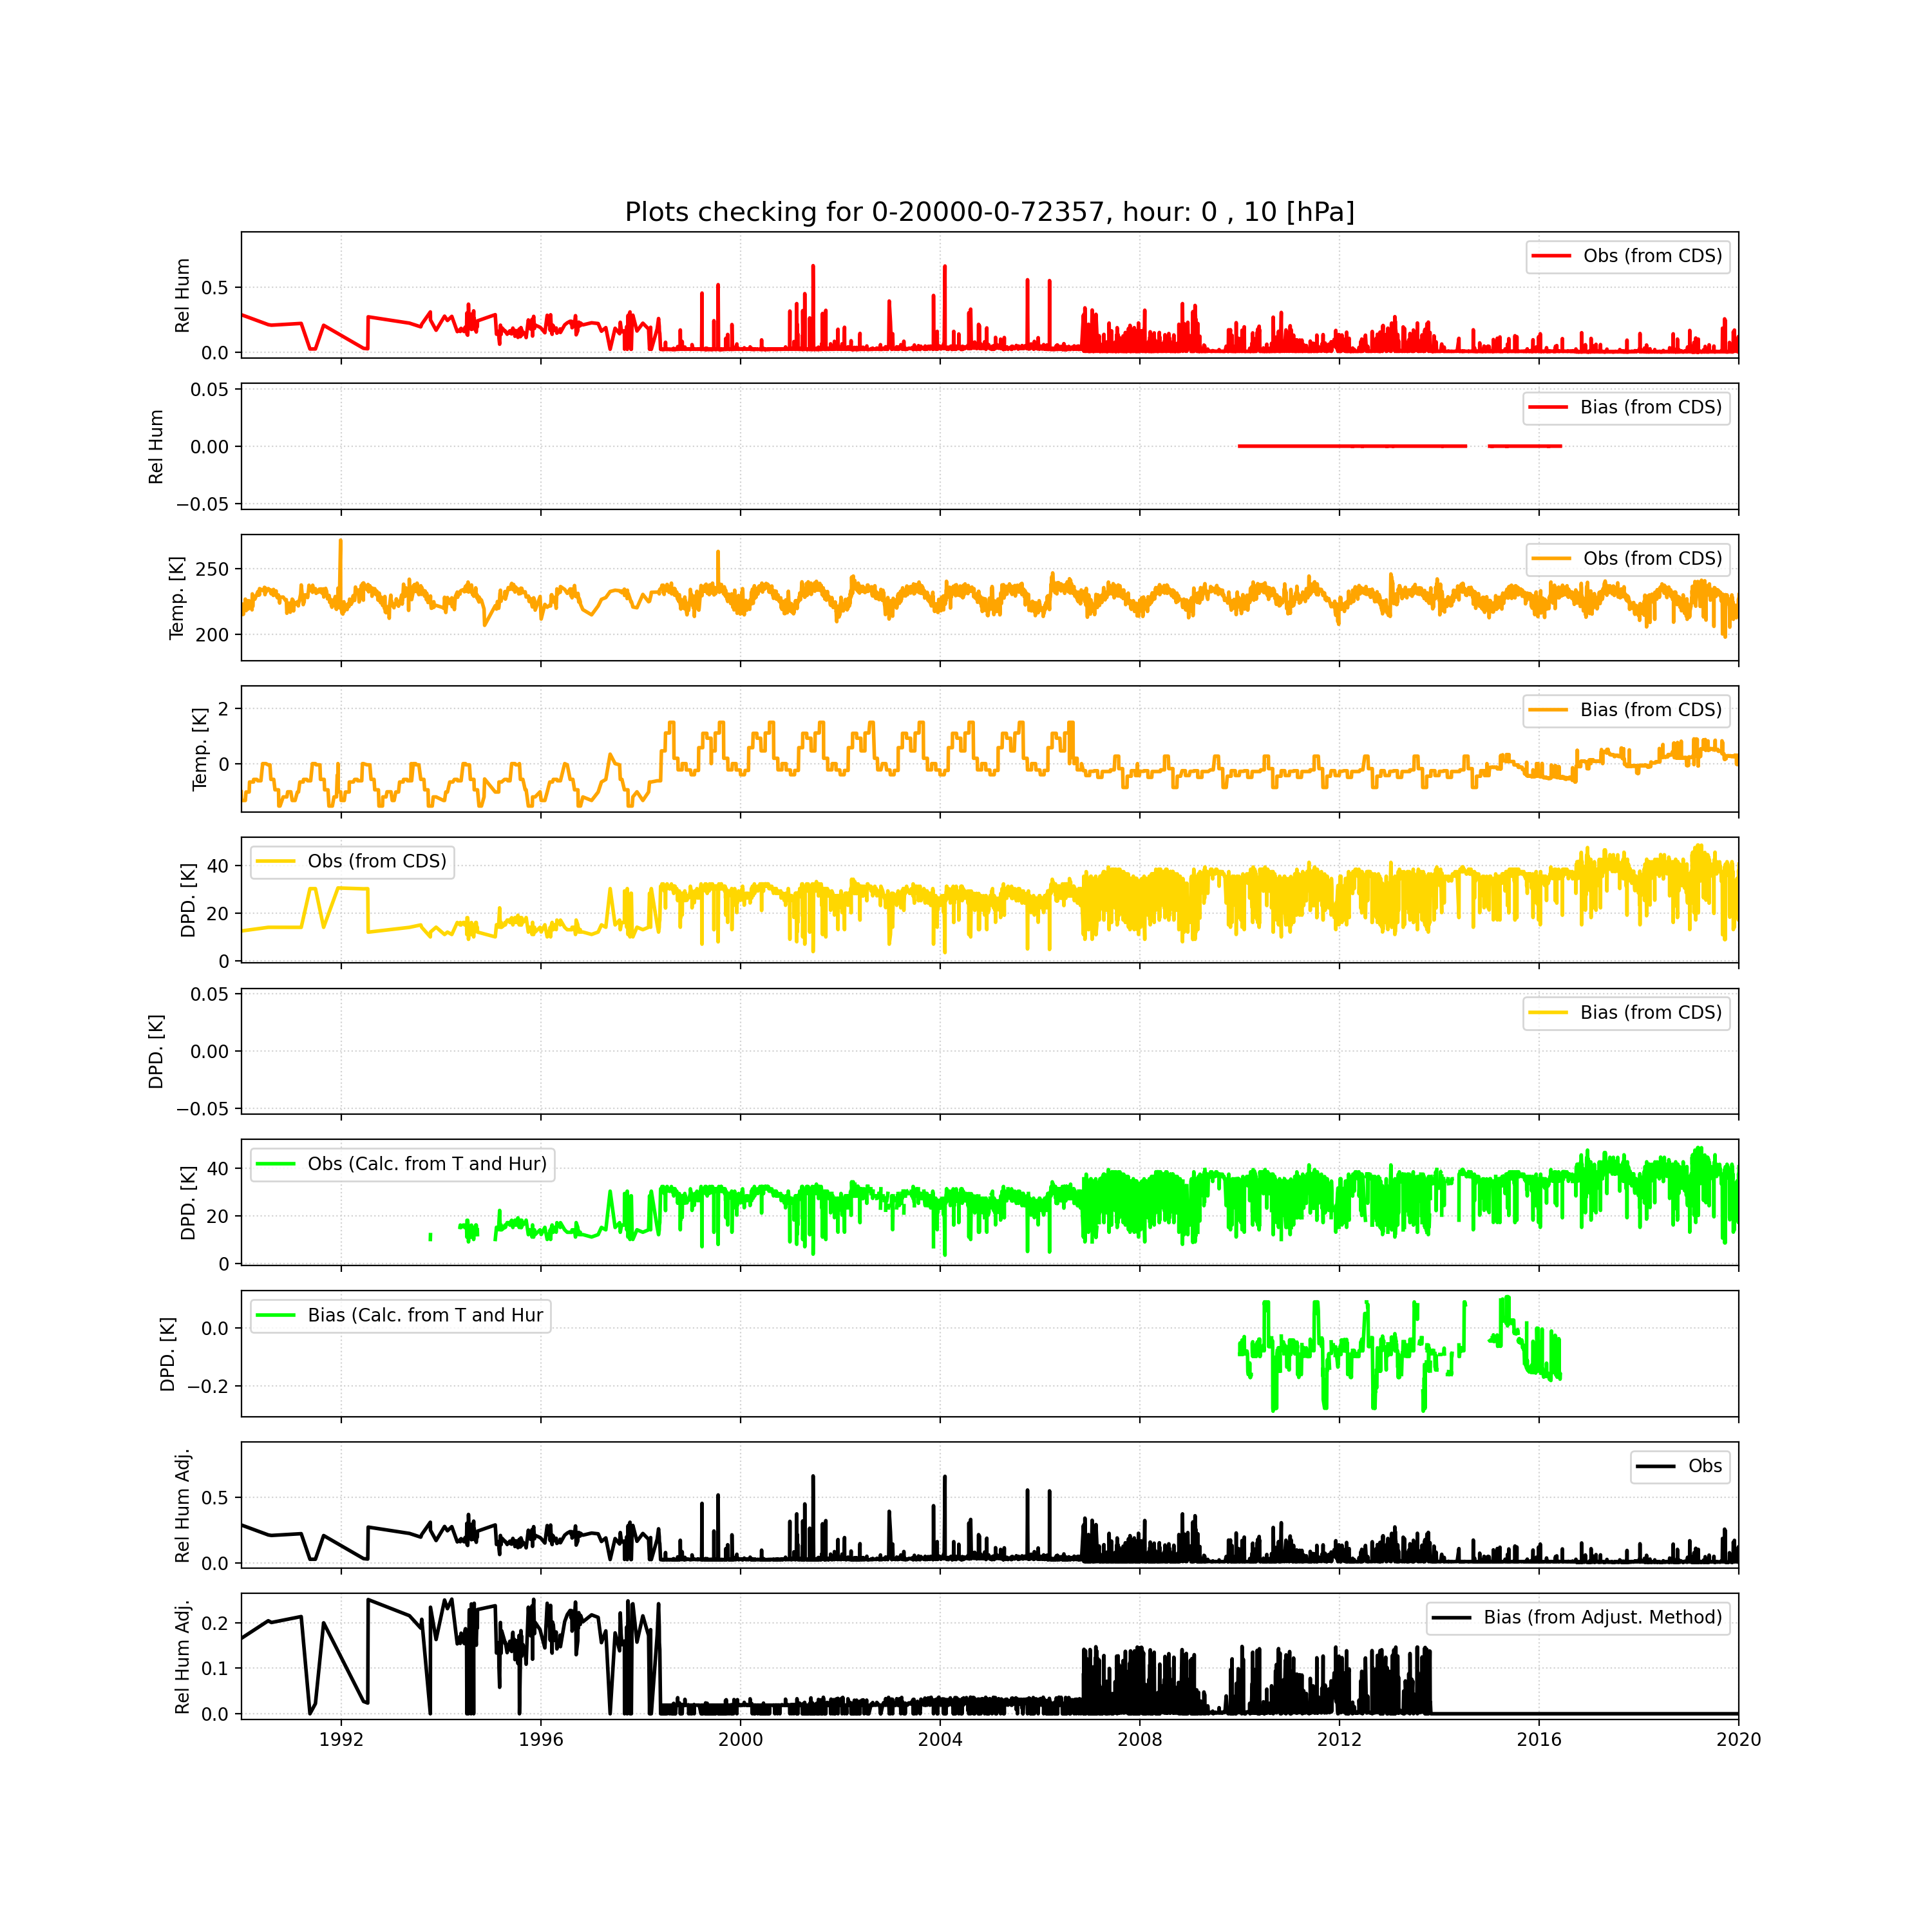 Plots checking for 0-20000-0-72357, hour: 0 , 10 [hPa]
Rel Hum
0.5
0.0
Obs (from CDS)
Rel Hum
0.05
0.00
−0.05
Bias (from CDS)
Temp. [K]
250
200
Obs (from CDS)
Temp. [K]
2
0
Bias (from CDS)
DPD. [K]
40
20
0
Obs (from CDS)
DPD. [K]
0.05
0.00
−0.05
Bias (from CDS)
DPD. [K]
40
20
0
Obs (Calc. from T and Hur)
DPD. [K]
0.0
−0.2
Bias (Calc. from T and Hur
Rel Hum Adj.
0.5
0.0
Obs
Rel Hum Adj.
0.2
0.1
0.0
Bias (from Adjust. Method)
1992 1996 2000 2004 2008 2012 2016 2020